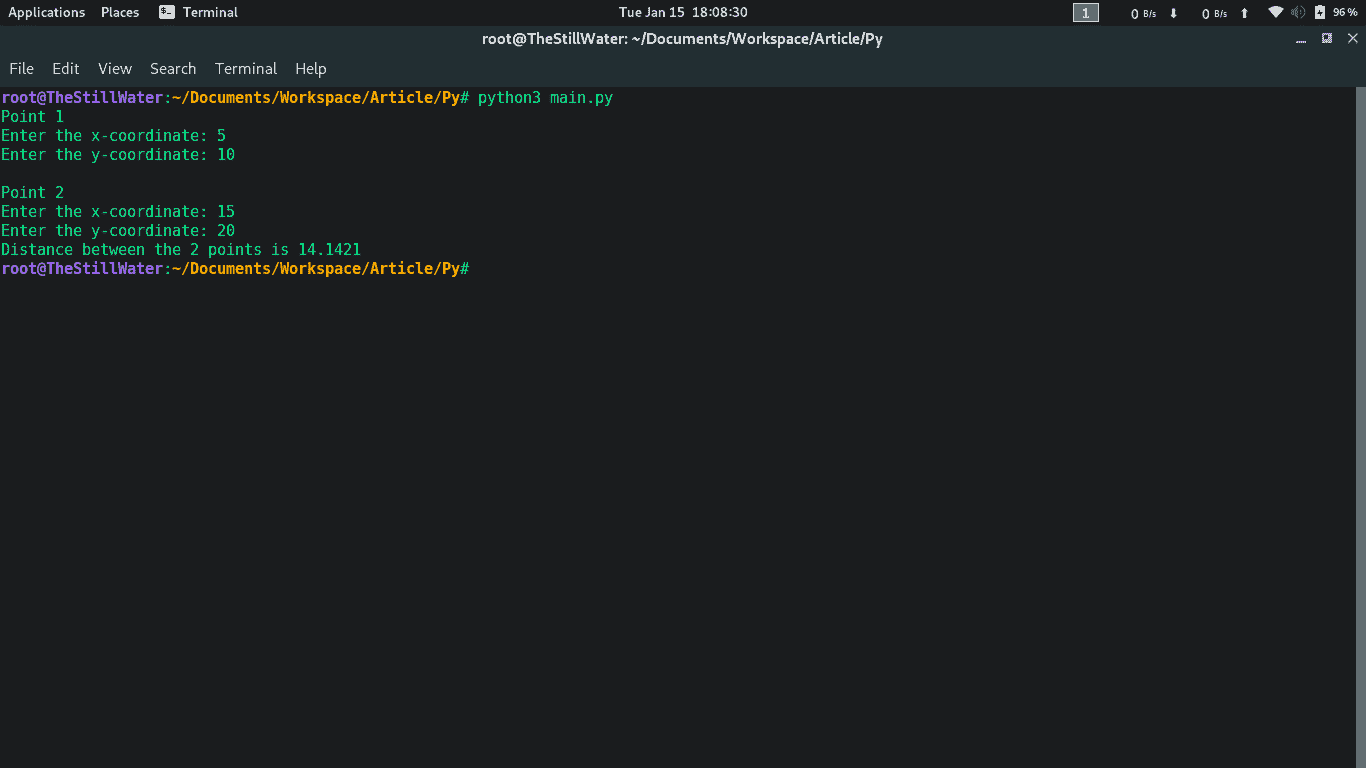 Applications Places Terminal Tue Jan 15 18:08:30 1 0 B/s ⬇ 0 B/s ⬆ 96 %
root@TheStillWater: ~/Documents/Workspace/Article/Py
File Edit View Search Terminal Help
root@TheStillWater:~/Documents/Workspace/Article/Py# python3 main.py
Point 1
Enter the x-coordinate: 5
Enter the y-coordinate: 10
Point 2
Enter the x-coordinate: 15
Enter the y-coordinate: 20
Distance between the 2 points is 14.1421
root@TheStillWater:~/Documents/Workspace/Article/Py#